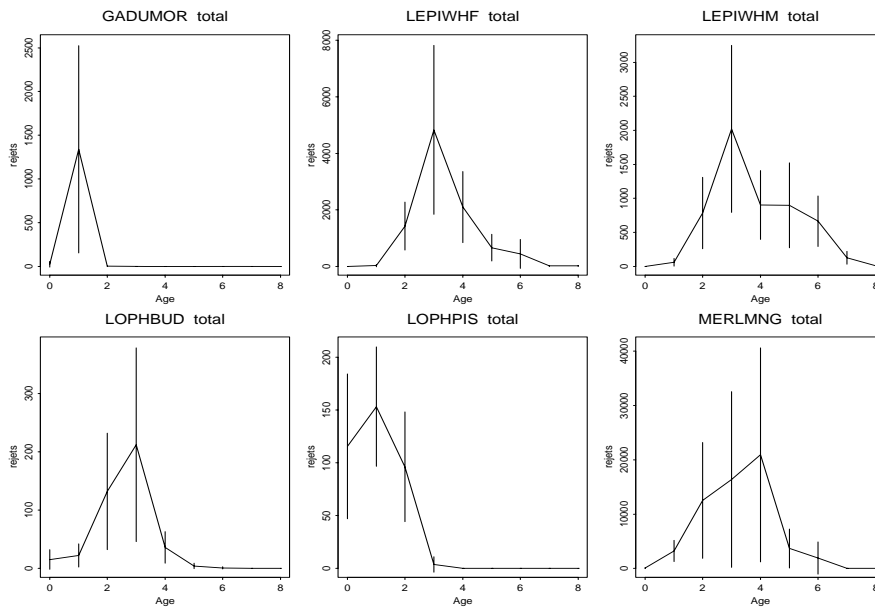 GADUMOR total
rejets
0 500 1000 1500 2000 2500
0 2 4 6 8
Age
LEPIWHF total
rejets
0 2000 4000 6000 8000
0 2 4 6 8
Age
LEPIWHM total
rejets
0 500 1000 1500 2000 2500 3000
0 2 4 6 8
Age
LOPHBUD total
rejets
0 100 200 300
0 2 4 6 8
Age
LOPHPIS total
rejets
0 50 100 150 200
0 2 4 6 8
Age
MERLMNG total
rejets
0 10000 20000 30000 40000
0 2 4 6 8
Age